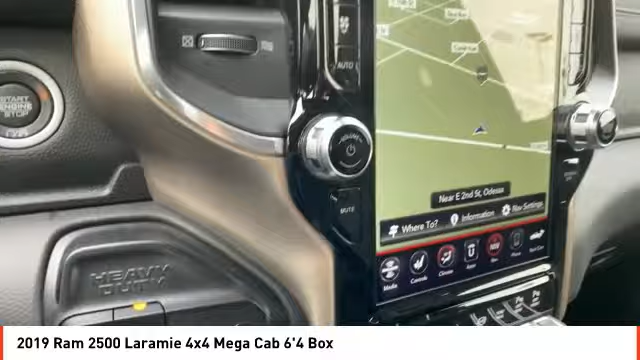 START
ENGINE
STOP
AUTO
VOLUME
MUTE
Near E 2nd St, Odessa
Where To?
Information
Nav Settings
Media
Controls
Climate
Apps
Nav
Phone
HEAVY
DUTY
2019 Ram 2500 Laramie 4x4 Mega Cab 6'4 Box